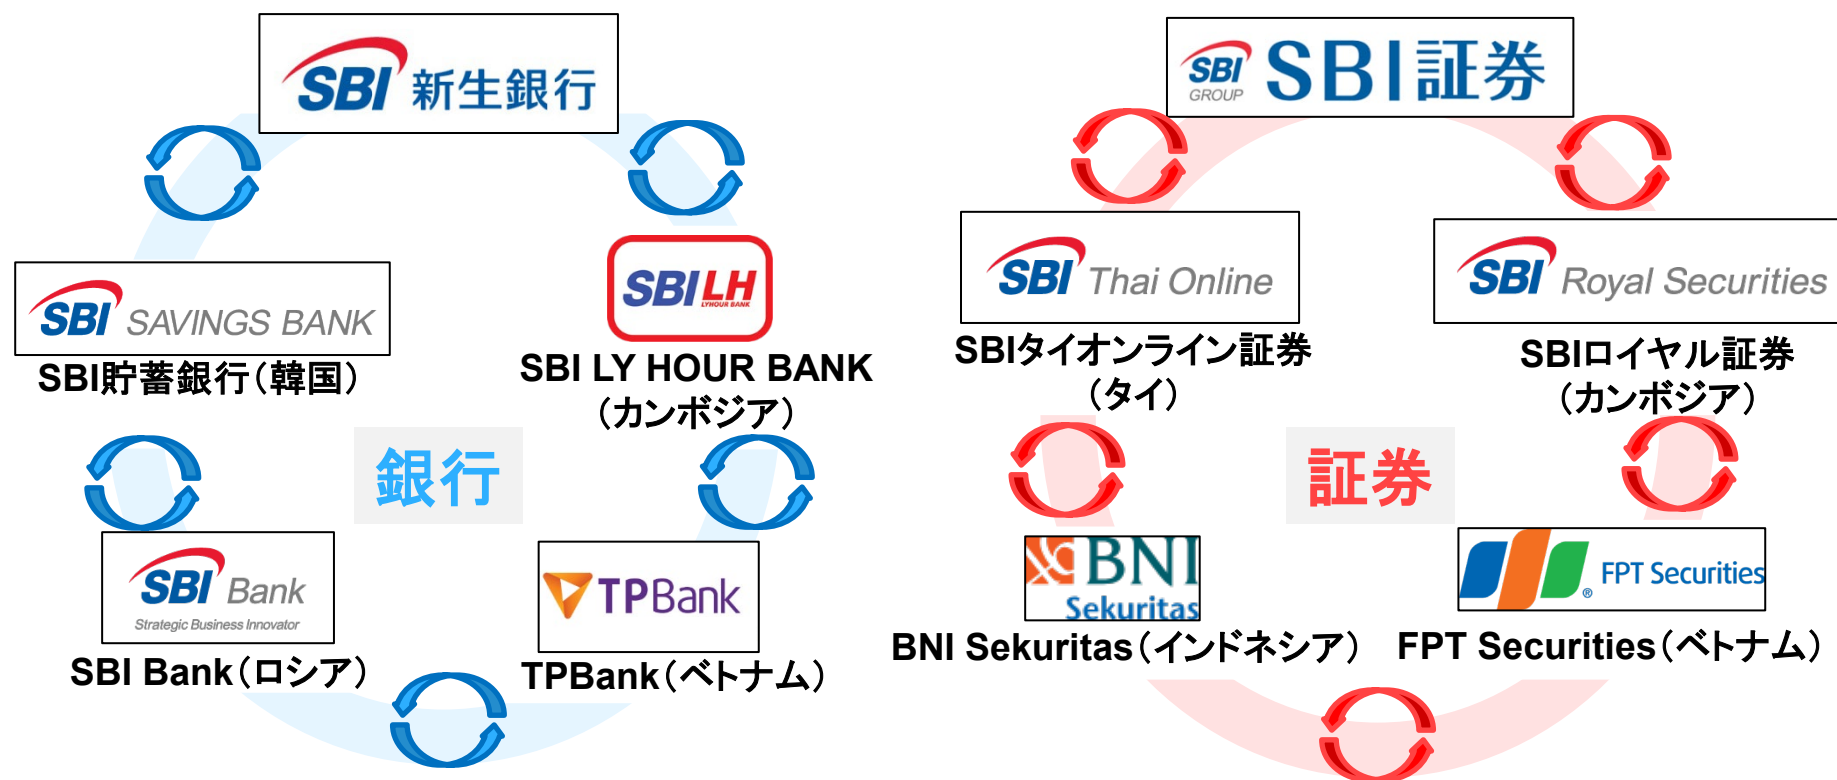 SBI 新生銀行
SBI SAVINGS BANK
SBI貯蓄銀行（韓国）
SBI LH
LYHOUR BANK
SBI LY HOUR BANK
（カンボジア）
銀行
SBI Bank
Strategic Business Innovator
SBI Bank（ロシア）
TPBank
TPBank（ベトナム）
SBI
GROUP
SBI証券
SBI Thai Online
SBIタイオンライン証券
（タイ）
SBI Royal Securities
SBIロイヤル証券
（カンボジア）
証券
BNI
Sekuritas
BNI Sekuritas（インドネシア）
® FPT Securities
FPT Securities（ベトナム）